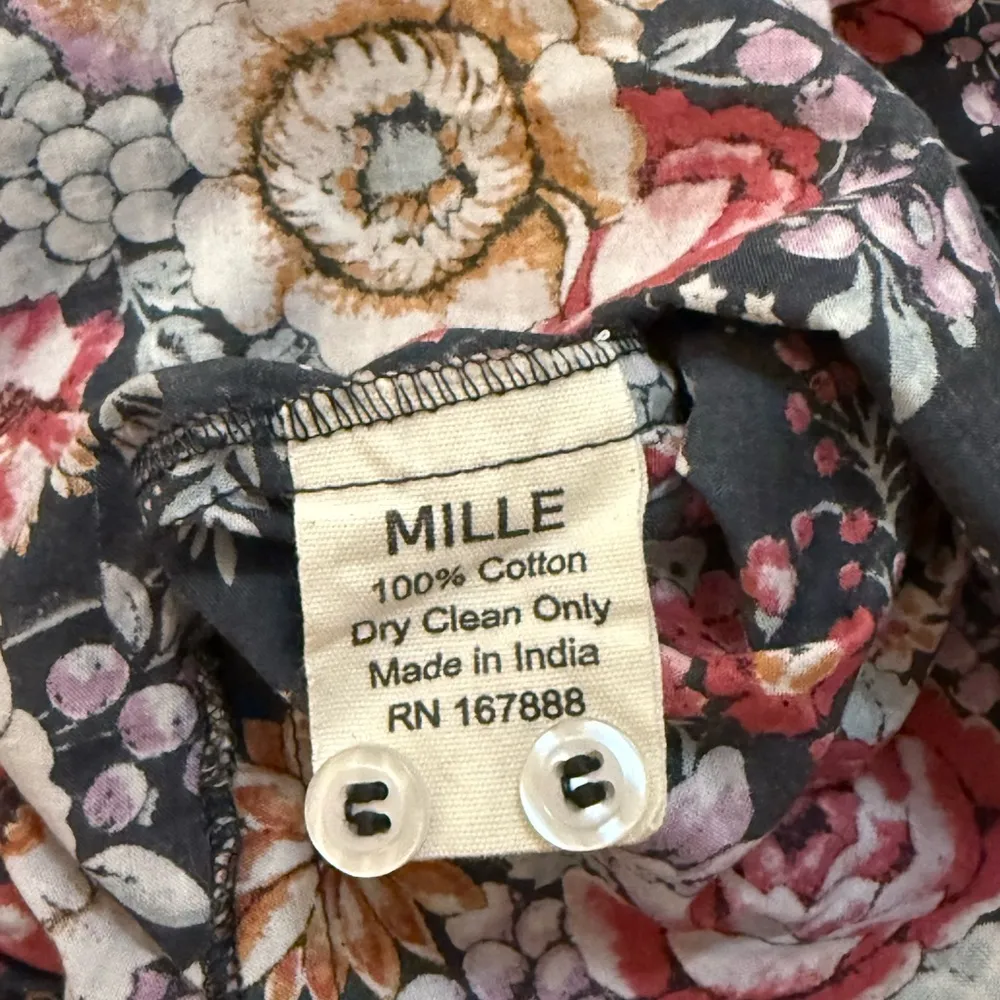 MILLE
100% Cotton
Dry Clean Only
Made in India
RN 167888